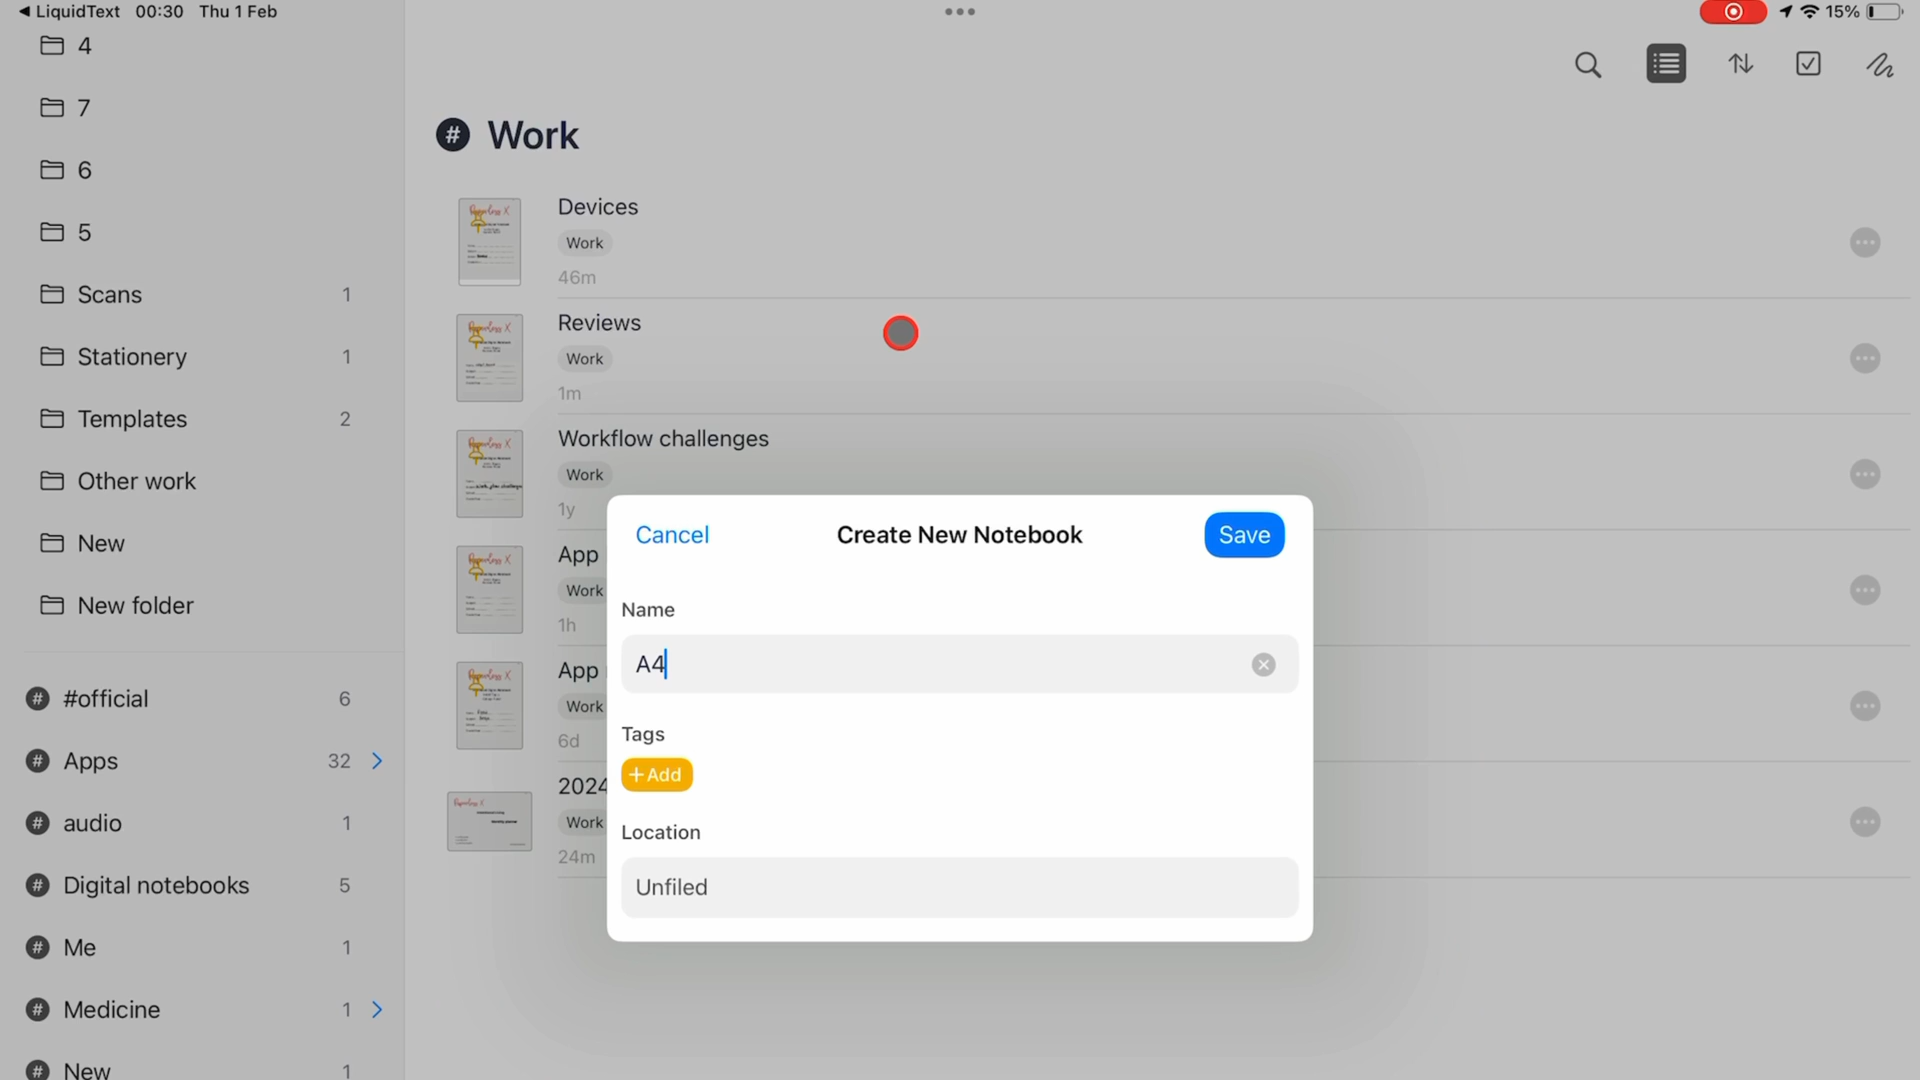 ◀ LiquidText 00:30 Thu 1 Feb
15%
4
7
6
5
Scans 1
Stationery 1
Templates 2
Other work
New
New folder
# #official 6
# Apps 32
# audio 1
# Digital notebooks 5
# Me 1
# Medicine 1
# New 1
# Work
Devices
Work
46m
Reviews
Work
1m
Workflow challenges
Work
1y
App
Work
1h
App
Work
6d
2024
Work
24m
Cancel Create New Notebook Save
Name
A4
Tags
+ Add
Location
Unfiled